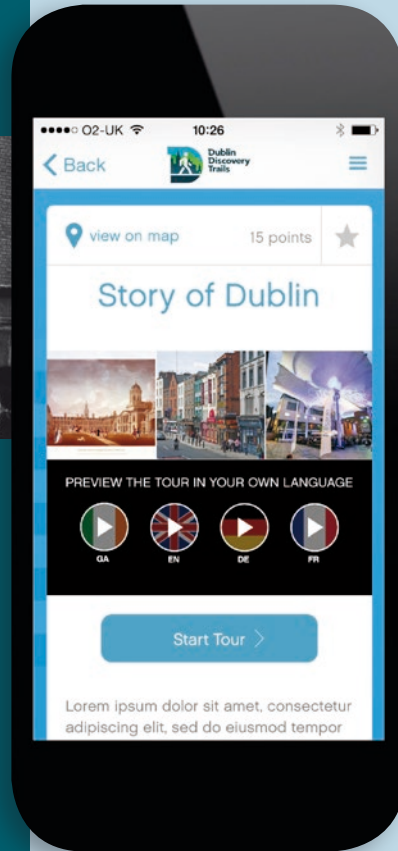 O2-UK 10:26
Back
Dublin
Discovery
Trails
view on map 15 points
Story of Dublin
PREVIEW THE TOUR IN YOUR OWN LANGUAGE
GA EN DE FR
Start Tour
Lorem ipsum dolor sit amet, consectetur
adipiscing elit, sed do eiusmod tempor